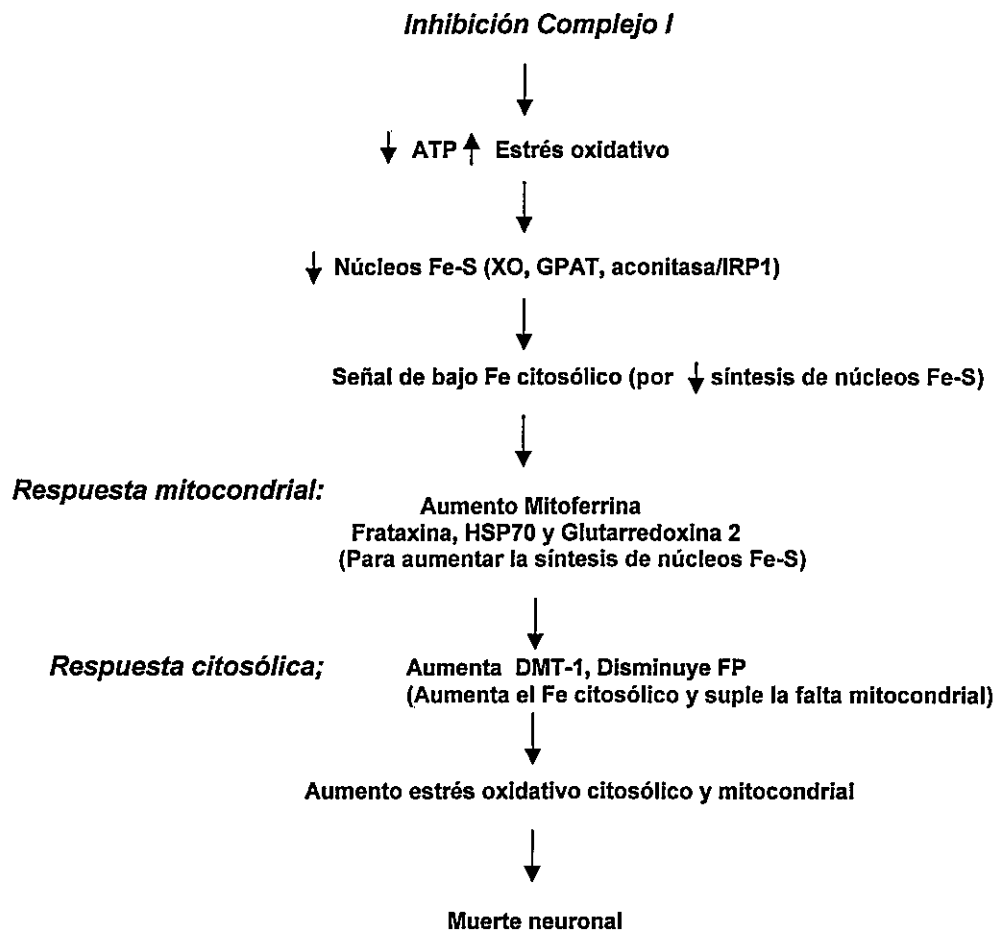 Inhibición Complejo I
↓ ATP ↑ Estrés oxidativo
↓ Núcleos Fe-S (XO, GPAT, aconitasa/IRP1)
Señal de bajo Fe citosólico (por ↓ síntesis de núcleos Fe-S)
Respuesta mitocondrial:
Aumento Mitoferrina
Frataxina, HSP70 y Glutarredoxina 2
(Para aumentar la síntesis de núcleos Fe-S)
Respuesta citosólica;
Aumenta DMT-1, Disminuye FP
(Aumenta el Fe citosólico y suple la falta mitocondrial)
Aumento estrés oxidativo citosólico y mitocondrial
Muerte neuronal